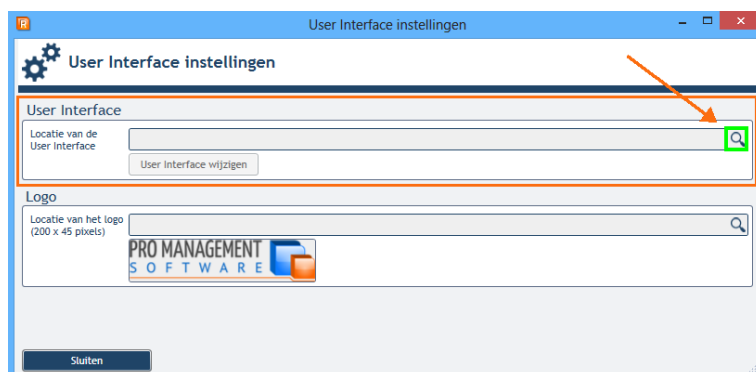 User Interface instellingen
User Interface instellingen
User Interface
Locatie van de
User Interface
User Interface wijzigen
Logo
Locatie van het logo
(200 x 45 pixels)
PRO MANAGEMENT
SOFTWARE
Sluiten